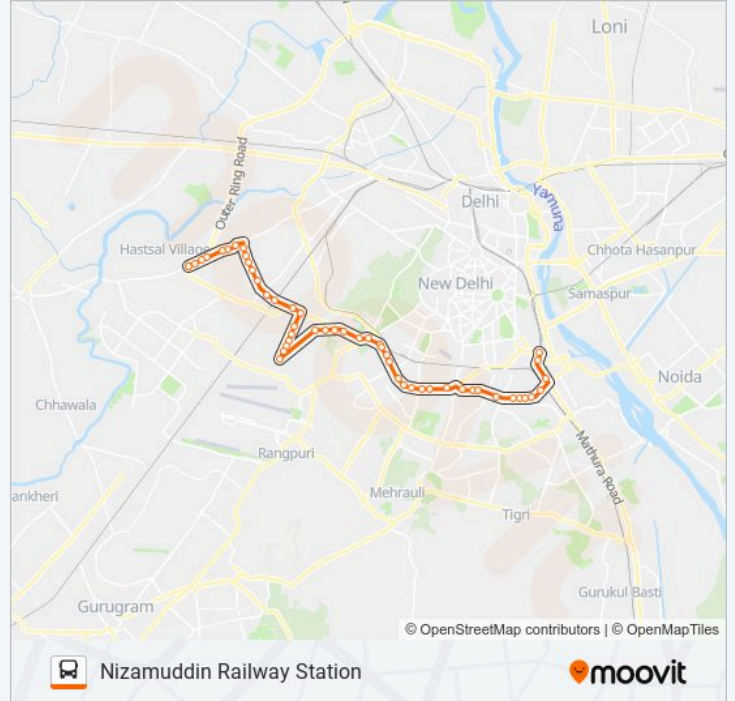 Loni
Outer Ring Road
Delhi
Yamuna
Hastsal Village
Chhota Hasanpur
New Delhi
Samaspur
Noida
Chhawala
Rangpuri
Mathura Road
ankheri
Mehrauli
Tigri
Gurugram
Gurukul Basti
© OpenStreetMap contributors | © OpenMapTiles
Nizamuddin Railway Station
moovit